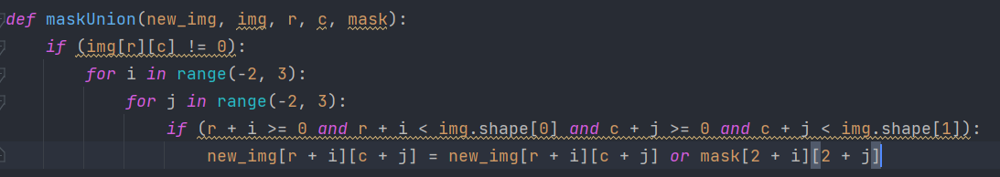 def maskUnion(new_img, img, r, c, mask):
    if (img[r][c] != 0):
        for i in range(-2, 3):
            for j in range(-2, 3):
                if (r + i >= 0 and r + i < img.shape[0] and c + j >= 0 and c + j < img.shape[1]):
                    new_img[r + i][c + j] = new_img[r + i][c + j] or mask[2 + i][2 + j]